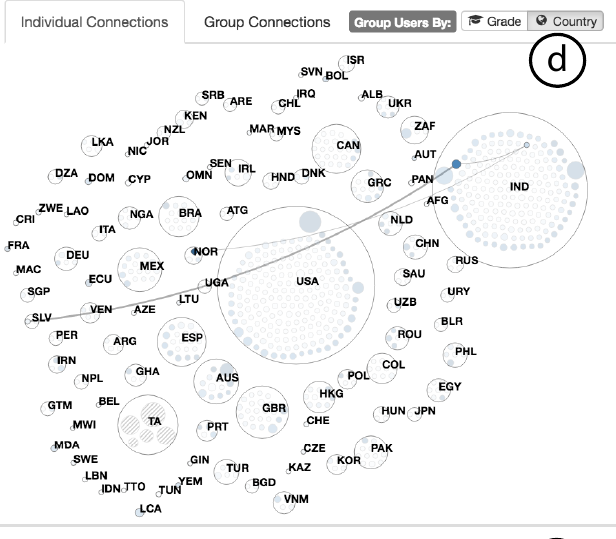 Individual Connections Group Connections Group Users By: Grade Country
d
ISR
SVN BOL
SRB ARE CHL IRQ ALB UKR
KEN
NZL MAR MYS ZAF
LKA JOR
NIC CAN AUT
SEN IRL
DZA DOM CYP OMN HND DNK GRC PAN IND
AFG
ZWE LAO NGA BRA ATG NLD
CRI
ITA
FRA DEU NOR CHN
MAC MEX RUS
ECU UGA USA SAU
SGP LTU URY
SLV VEN AZE UZB
BLR
PER ARG ESP ROU
PHL
IRN GHA COL
NPL AUS POL
HKG EGY
GTM BEL GBR HUN JPN
MWI TA PRT CHE
MDA CZE PAK
SWE GIN TUR KAZ KOR
LBN YEM BGD
IDN TTO TUN VNM
LCA